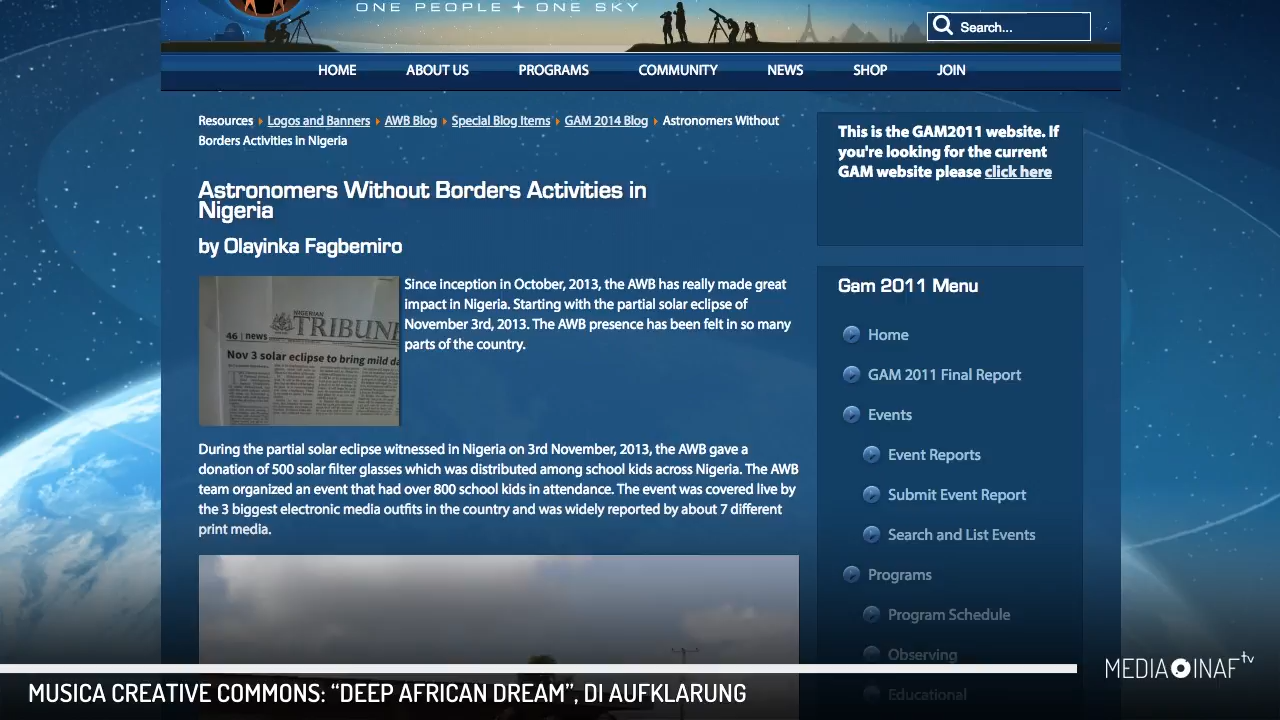 ONE PEOPLE + ONE SKY
Search...
HOME ABOUT US PROGRAMS COMMUNITY NEWS SHOP JOIN
Resources Logos and Banners AWB Blog Special Blog Items GAM 2014 Blog Astronomers Without
Borders Activities in Nigeria
Astronomers Without Borders Activities in
Nigeria
by Olayinka Fagbemiro
NIGERIAN
TRIBUN
46 | news
Nov 3 solar eclipse to bring mild da
Since inception in October, 2013, the AWB has really made great
impact in Nigeria. Starting with the partial solar eclipse of
November 3rd, 2013. The AWB presence has been felt in so many
parts of the country.
During the partial solar eclipse witnessed in Nigeria on 3rd November, 2013, the AWB gave a
donation of 500 solar filter glasses which was distributed among school kids across Nigeria. The AWB
team organized an event that had over 800 school kids in attendance. The event was covered live by
the 3 biggest electronic media outfits in the country and was widely reported by about 7 different
print media.
This is the GAM2011 website. If
you're looking for the current
GAM website please click here
Gam 2011 Menu
Home
GAM 2011 Final Report
Events
Event Reports
Submit Event Report
Search and List Events
Programs
Program Schedule
Observing
Educational
MEDIA INAF tv
MUSICA CREATIVE COMMONS: “DEEP AFRICAN DREAM”, DI AUFKLARUNG